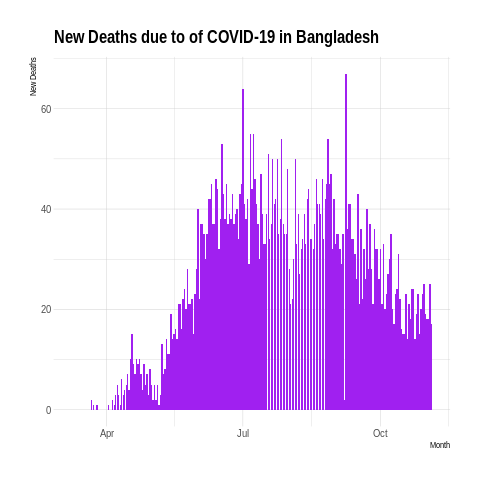 New Deaths due to of COVID-19 in Bangladesh
New Deaths
60
40
20
0
Apr
Jul
Oct
Month